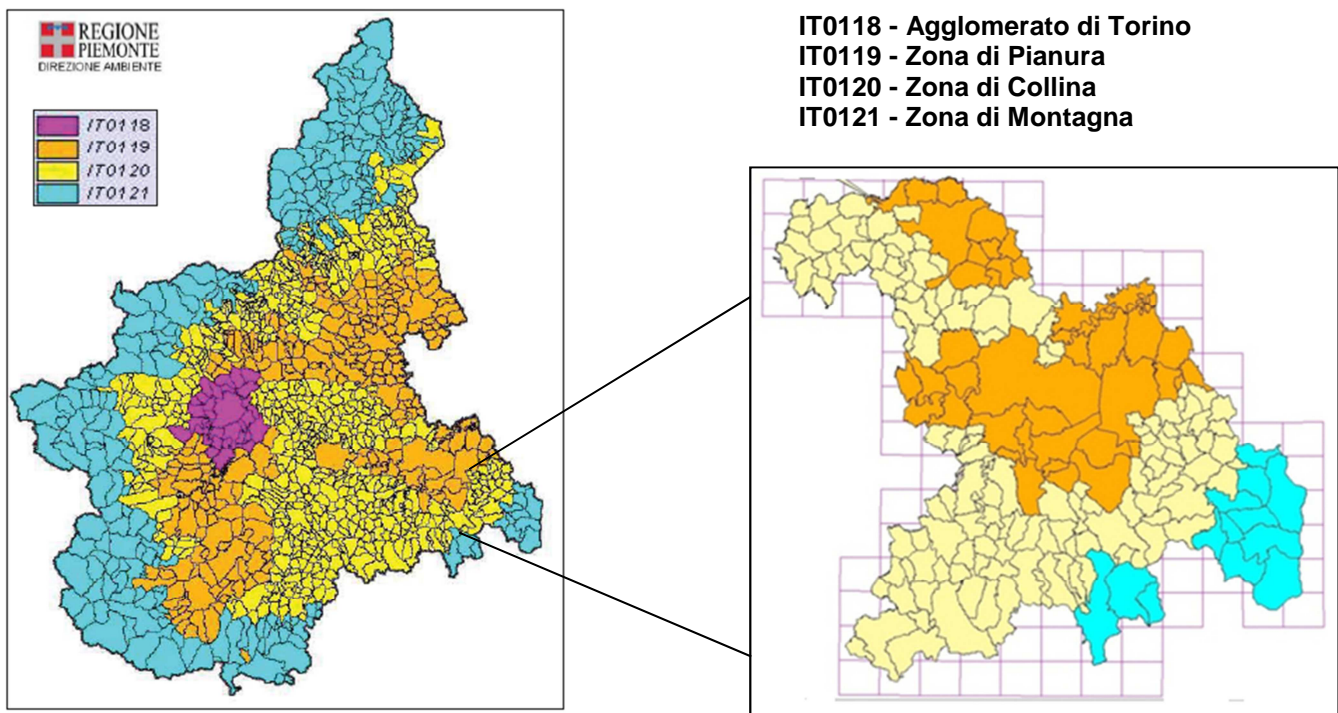 REGIONE
PIEMONTE
DIREZIONE AMBIENTE
IT0118
IT0119
IT0120
IT0121
IT0118 - Agglomerato di Torino
IT0119 - Zona di Pianura
IT0120 - Zona di Collina
IT0121 - Zona di Montagna